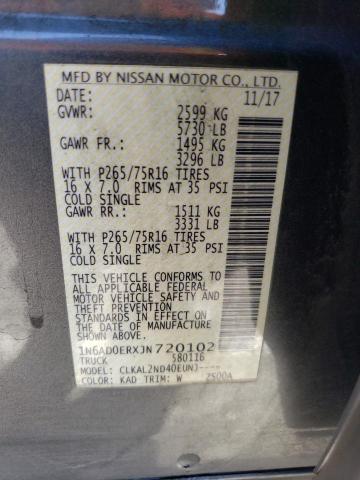 MFD BY NISSAN MOTOR CO., LTD.
DATE: 11/17
GVWR: 2599 KG
5730 LB
GAWR FR.: 1495 KG
3296 LB
WITH P265/75R16 TIRES
16 X 7.0 RIMS AT 35 PSI
COLD SINGLE
GAWR RR.: 1511 KG
3331 LB
WITH P265/75R16 TIRES
16 X 7.0 RIMS AT 35 PSI
COLD SINGLE
THIS VEHICLE CONFORMS TO
ALL APPLICABLE FEDERAL
MOTOR VEHICLE SAFETY AND
THEFT PREVENTION
STANDARDS IN EFFECT ON THE
DATE OF MANUFACTURE
SHOWN ABOVE.
1N6AD0ERXJN720102
TRUCK 580116
MODEL: CLKAL2ND40EUNJ----
COLOR: KAD TRIM: W 7S00A